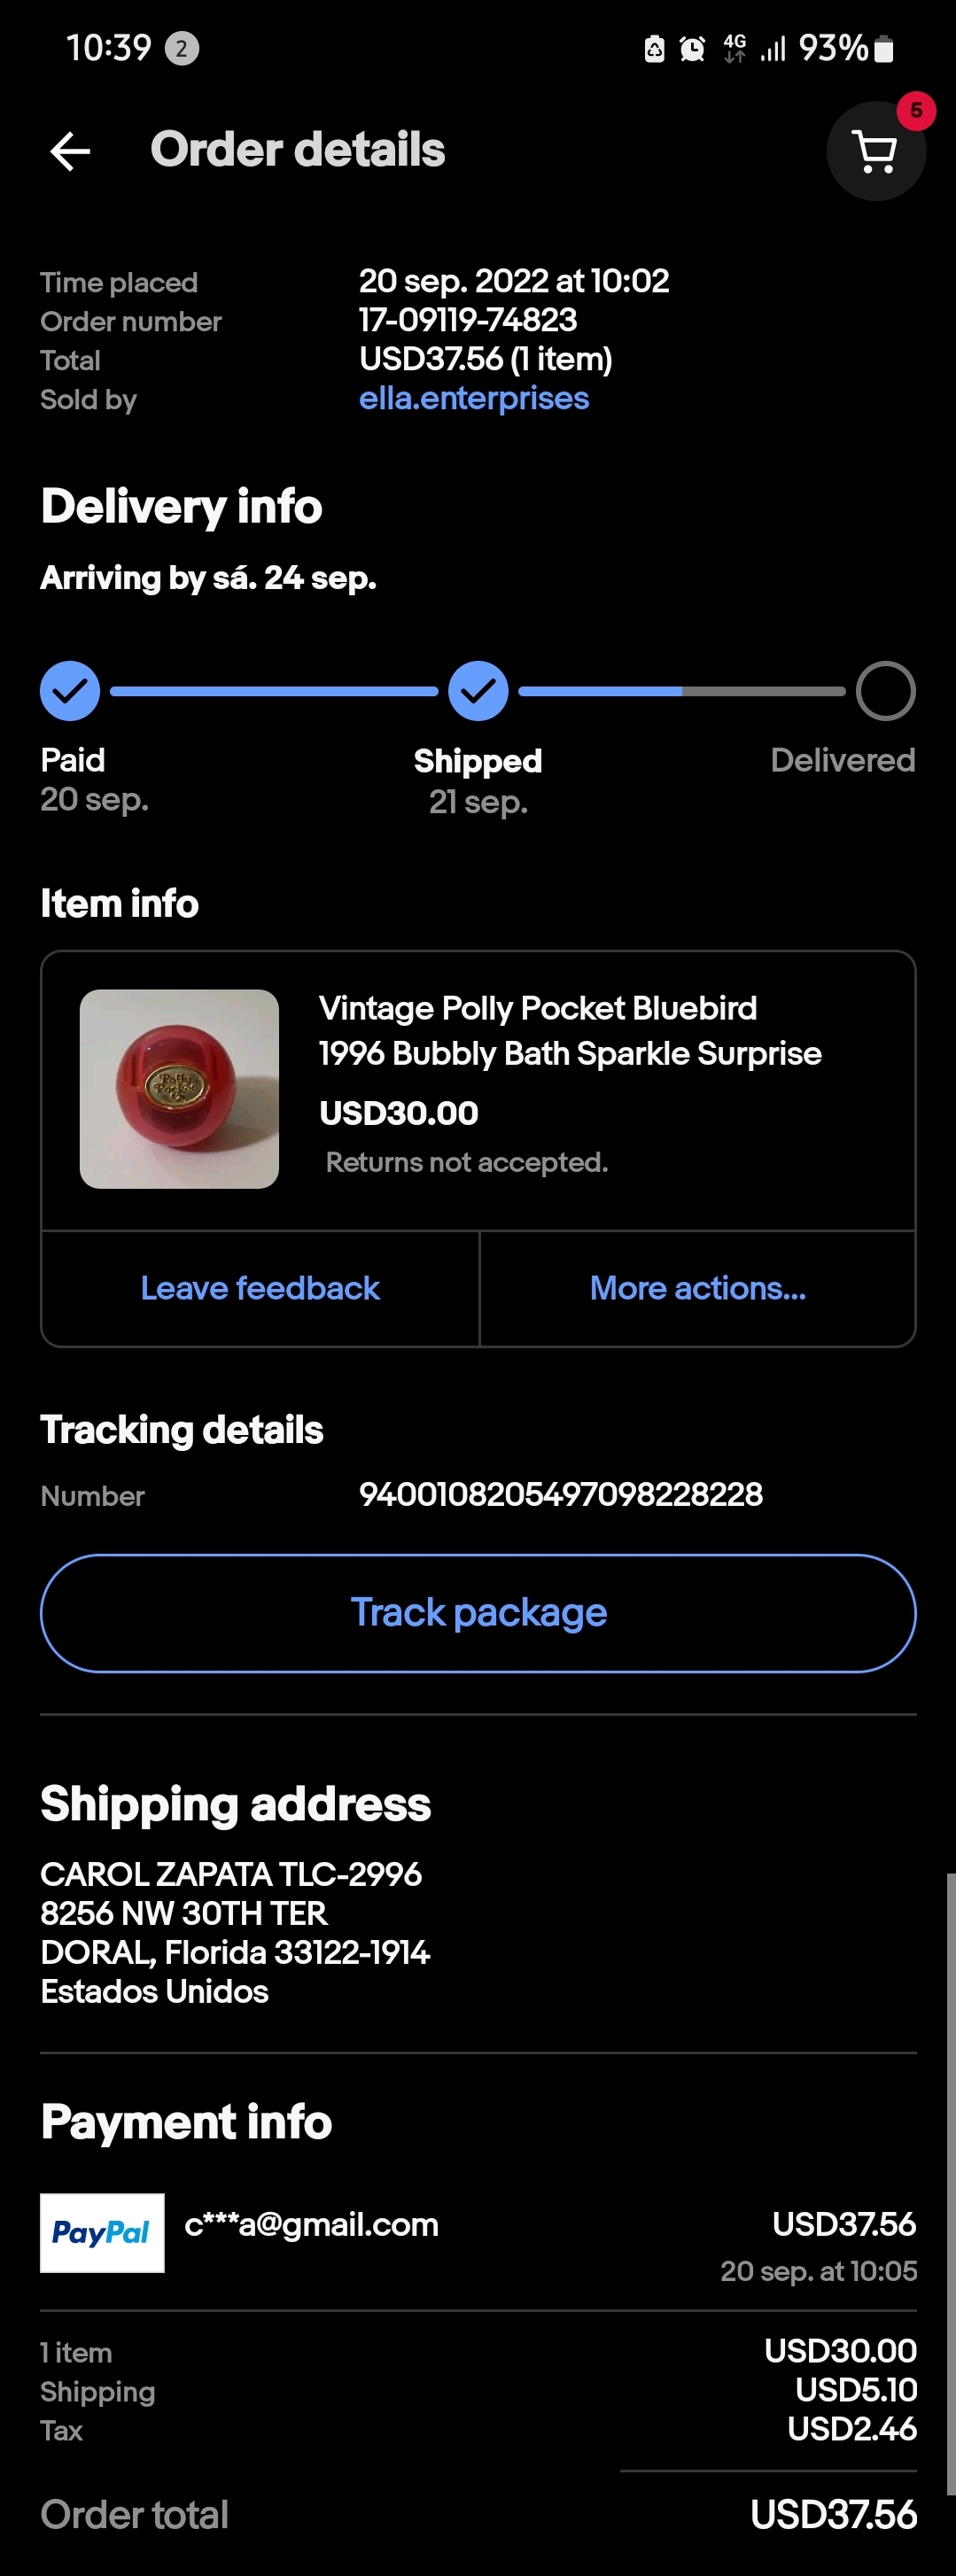 10:39 2 4G 93%
5
Order details
Time placed 20 sep. 2022 at 10:02
Order number 17-09119-74823
Total USD37.56 (1 item)
Sold by ella.enterprises
Delivery info
Arriving by sá. 24 sep.
Paid Shipped Delivered
20 sep. 21 sep.
Item info
Polly
Pocket
Vintage Polly Pocket Bluebird
1996 Bubbly Bath Sparkle Surprise
USD30.00
Returns not accepted.
Leave feedback More actions...
Tracking details
Number 9400108205497098228228
Track package
Shipping address
CAROL ZAPATA TLC-2996
8256 NW 30TH TER
DORAL, Florida 33122-1914
Estados Unidos
Payment info
PayPal c***a@gmail.com USD37.56
20 sep. at 10:05
1 item USD30.00
Shipping USD5.10
Tax USD2.46
Order total USD37.56